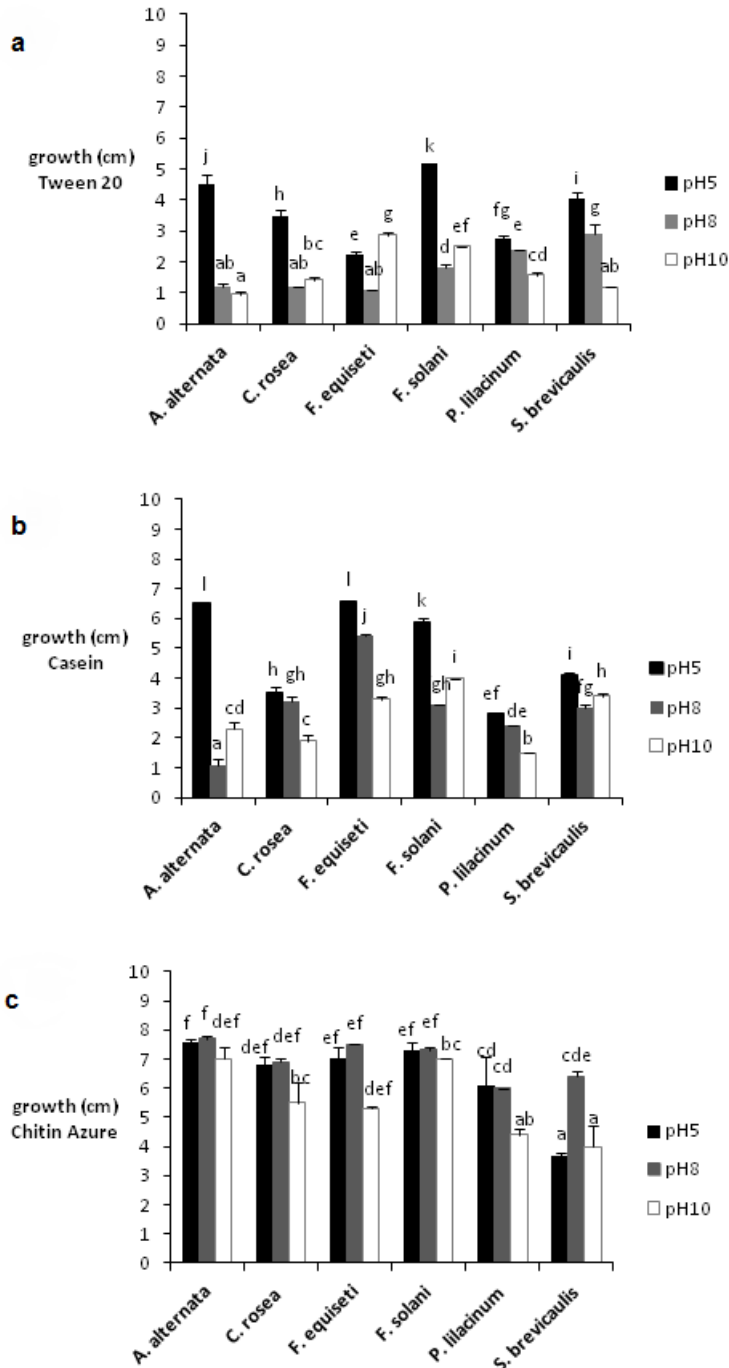 a
10
9
8
7
6
5
4
3
2
1
0
growth (cm)
Tween 20
j
ab
a
h
ab
bc
e
ab
g
k
d
ef
fg
e
cd
i
g
ab
pH5
pH8
pH10
A. alternata
C. rosea
F. equiseti
F. solani
P. lilacinum
S. brevicaulis
b
10
9
8
7
6
5
4
3
2
1
0
growth (cm)
Casein
l
a
cd
h
gh
c
l
j
gh
k
gh
i
ef
de
b
i
fg
h
pH5
pH8
pH10
A. alternata
C. rosea
F. equiseti
F. solani
P. lilacinum
S. brevicaulis
c
10
9
8
7
6
5
4
3
2
1
0
growth (cm)
Chitin Azure
f
f
def
def
def
bc
ef
ef
def
ef
ef
bc
cd
cd
ab
a
cde
a
pH5
pH8
pH10
A. alternata
C. rosea
F. equiseti
F. solani
P. lilacinum
S. brevicaulis